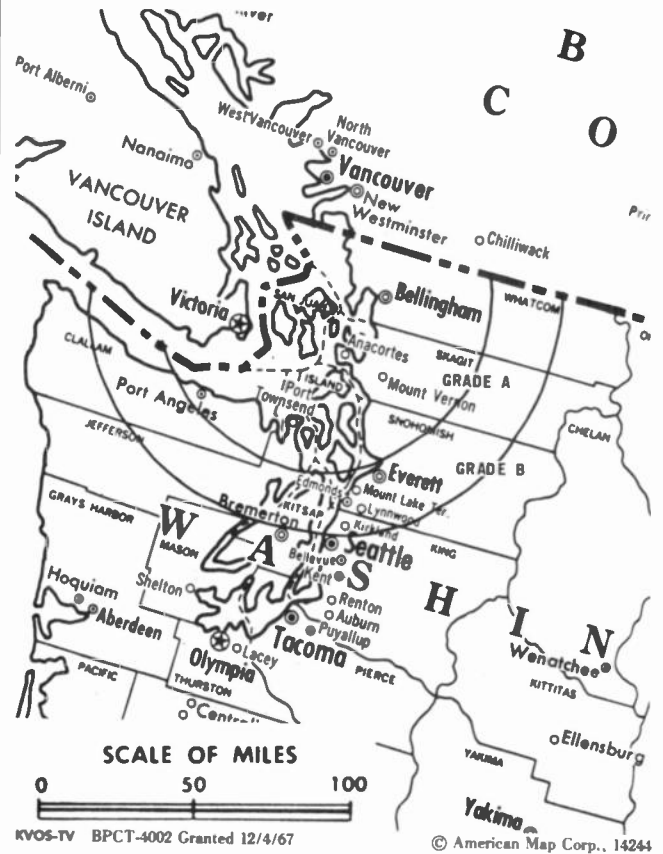 B
C
O
Port Alberni
West Vancouver
North
Vancouver
Nanaimo
Vancouver
New
Westminster
VANCOUVER
ISLAND
Chilliwack
Victoria
SAN JUAN
Bellingham
WHATCOM
CLALLAM
Anacortes
SKAGIT
GRADE A
Port Angeles
ISLAND
Port
Townsend
Mount Vernon
JEFFERSON
SNOHOMISH
CHELAN
Everett
GRADE B
Edmonds
Mount Lake Ter.
Lynnwood
GRAYS HARBOR
Bremerton
KITSAP
Kirkland
W
A
S
H
I
N
MASON
Seattle
KING
Bellevue
Kent
Shelton
Hoquiam
Aberdeen
Renton
Auburn
Puyallup
Tacoma
Olympia
Lacey
PIERCE
Wenatchee
KITTITAS
PACIFIC
THURSTON
Ellensburg
YAKIMA
Yakima
SCALE OF MILES
0 50 100
KVOS-TV BPCT-4002 Granted 12/4/67
© American Map Corp., 14244